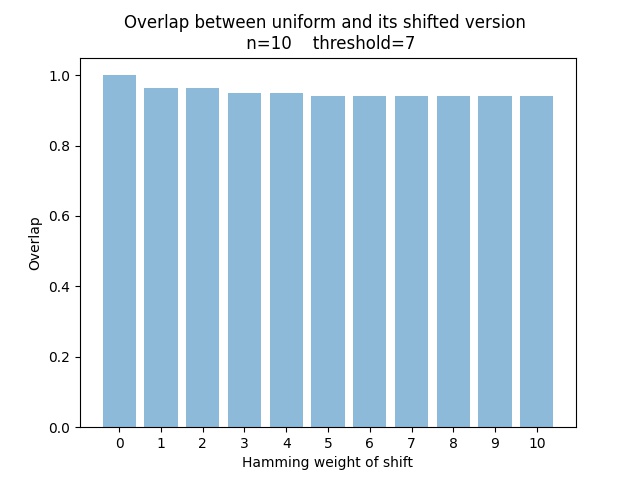 Overlap between uniform and its shifted version
n=10    threshold=7
1.0
0.8
0.6
0.4
0.2
0.0
Overlap
0 1 2 3 4 5 6 7 8 9 10
Hamming weight of shift